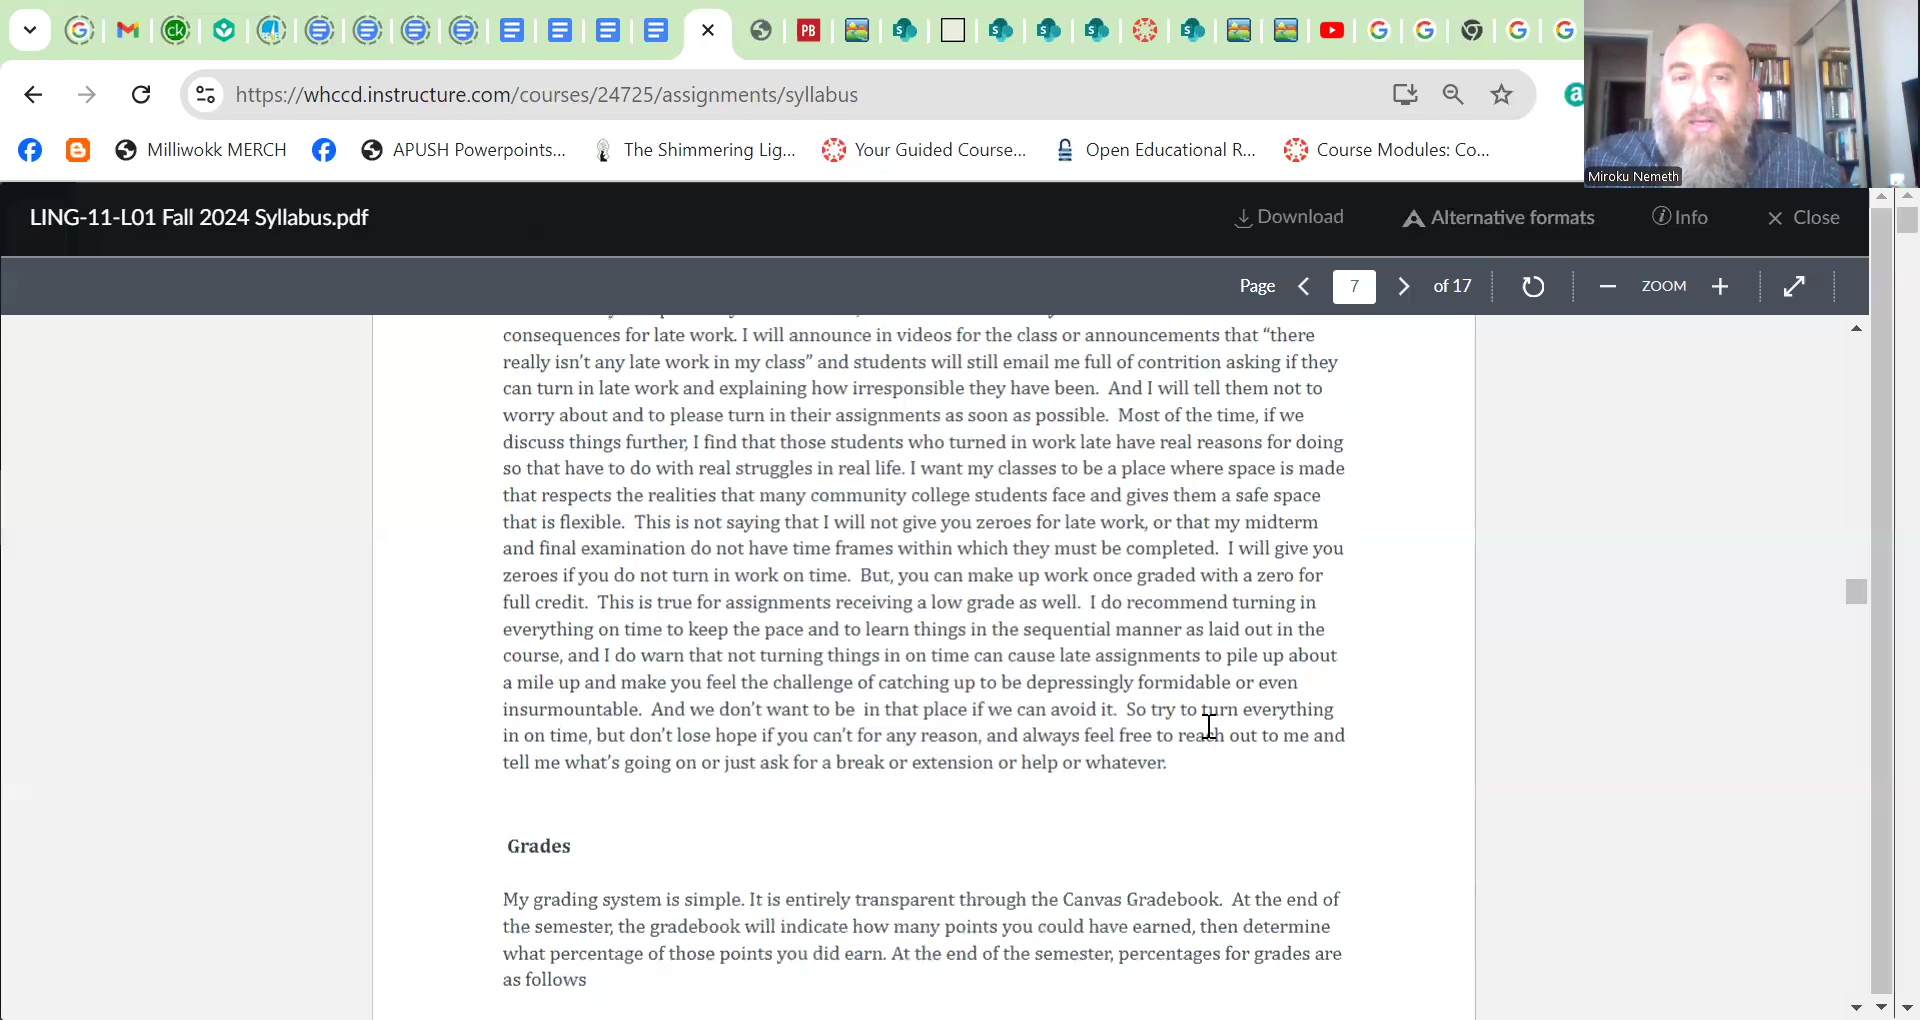 https://whccd.instructure.com/courses/24725/assignments/syllabus
Milliwokk MERCH
APUSH Powerpoints...
The Shimmering Lig...
Your Guided Course...
Open Educational R...
Course Modules: Co...
Miroku Nemeth
LING-11-L01 Fall 2024 Syllabus.pdf
Download
Alternative formats
Info
Close
Page 7 of 17
ZOOM
consequences for late work. I will announce in videos for the class or announcements that “there
really isn’t any late work in my class” and students will still email me full of contrition asking if they
can turn in late work and explaining how irresponsible they have been.  And I will tell them not to
worry about and to please turn in their assignments as soon as possible.  Most of the time, if we
discuss things further, I find that those students who turned in work late have real reasons for doing
so that have to do with real struggles in real life. I want my classes to be a place where space is made
that respects the realities that many community college students face and gives them a safe space
that is flexible.  This is not saying that I will not give you zeroes for late work, or that my midterm
and final examination do not have time frames within which they must be completed.  I will give you
zeroes if you do not turn in work on time.  But, you can make up work once graded with a zero for
full credit.  This is true for assignments receiving a low grade as well.  I do recommend turning in
everything on time to keep the pace and to learn things in the sequential manner as laid out in the
course, and I do warn that not turning things in on time can cause late assignments to pile up about
a mile up and make you feel the challenge of catching up to be depressingly formidable or even
insurmountable.  And we don’t want to be  in that place if we can avoid it.  So try to turn everything
in on time, but don’t lose hope if you can’t for any reason, and always feel free to reach out to me and
tell me what’s going on or just ask for a break or extension or help or whatever.
Grades
My grading system is simple. It is entirely transparent through the Canvas Gradebook.  At the end of
the semester, the gradebook will indicate how many points you could have earned, then determine
what percentage of those points you did earn. At the end of the semester, percentages for grades are
as follows